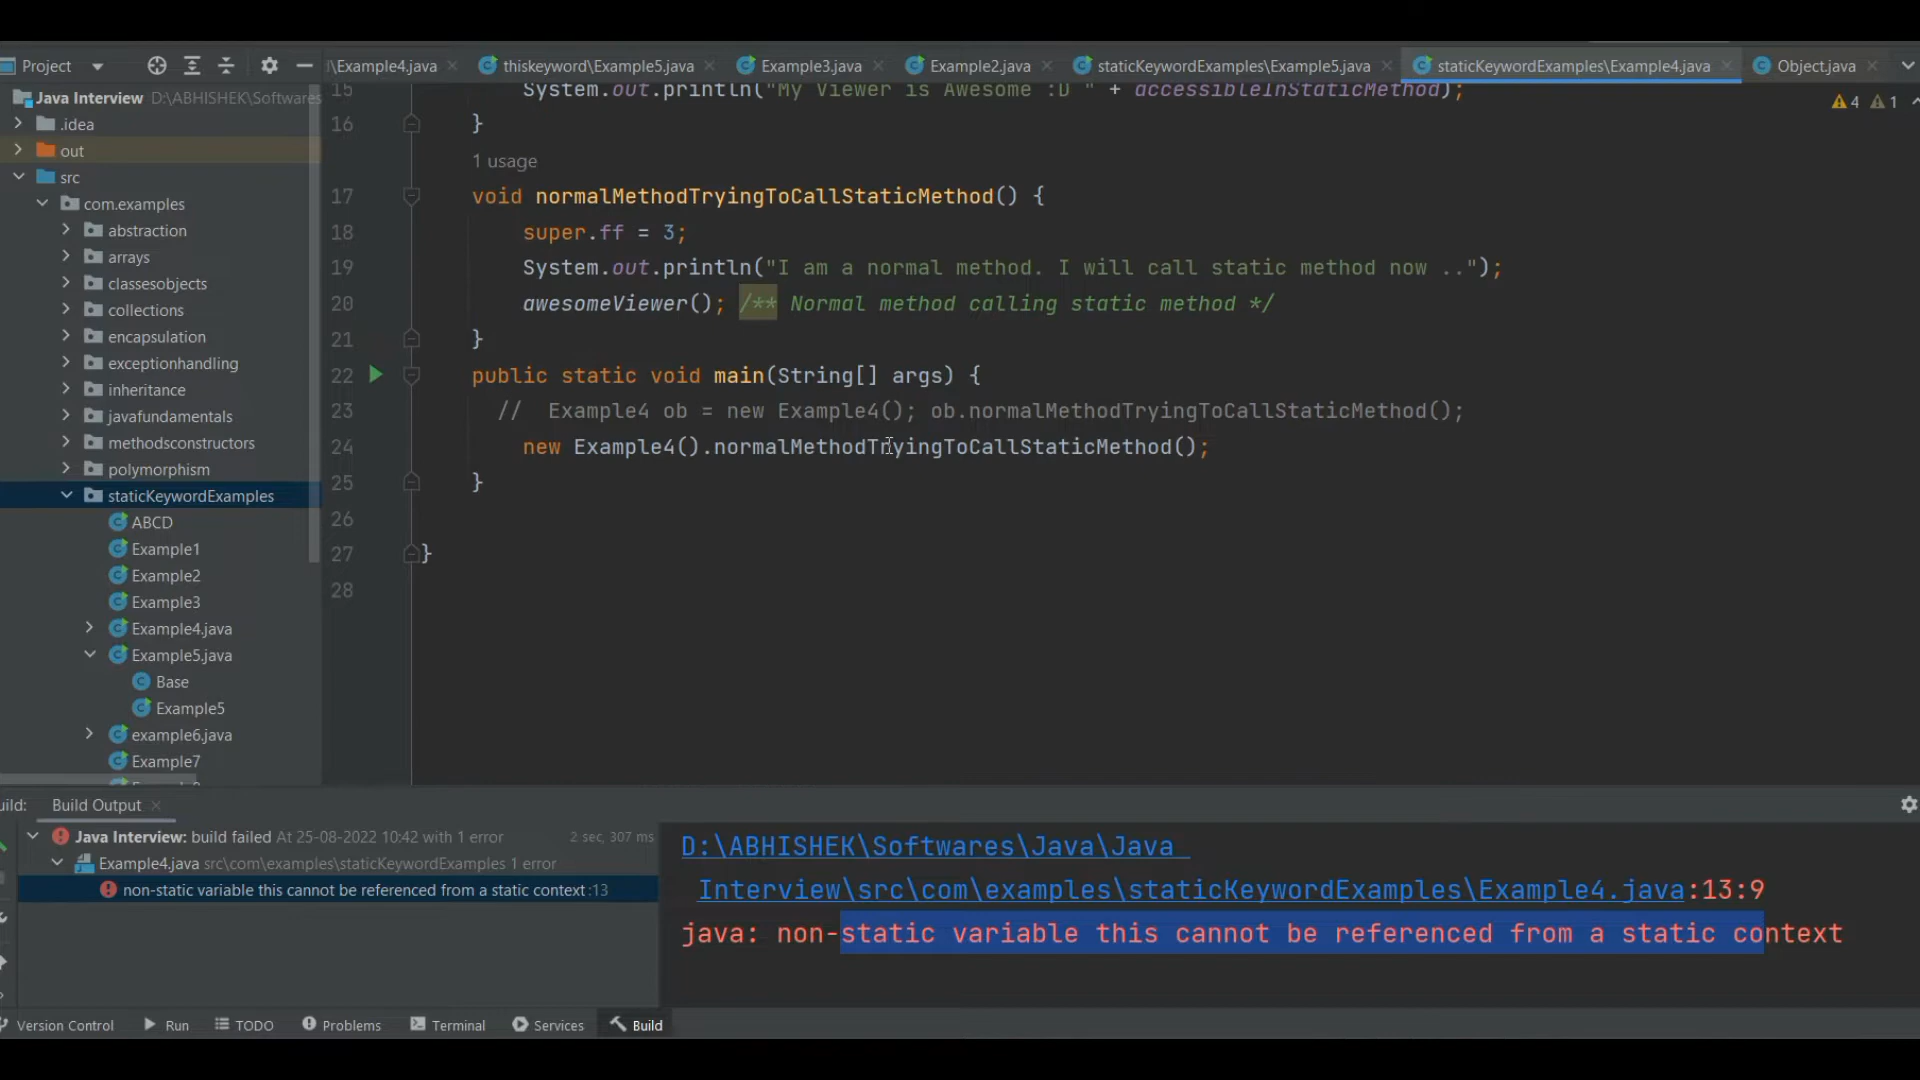 Project
\Example4.java
thiskeyword\Example5.java
Example3.java
Example2.java
staticKeywordExamples\Example5.java
staticKeywordExamples\Example4.java
Object.java
Java Interview D:\ABHISHEK\Softwares
.idea
out
src
com.examples
abstraction
arrays
classesobjects
collections
encapsulation
exceptionhandling
inheritance
javafundamentals
methodsconstructors
polymorphism
staticKeywordExamples
ABCD
Example1
Example2
Example3
Example4.java
Example5.java
Base
Example5
example6.java
Example7
4 1
15 System.out.println("My Viewer is Awesome :D " + accessibleInStaticMethod);
16 }
1 usage
17 void normalMethodTryingToCallStaticMethod() {
18 super.ff = 3;
19 System.out.println("I am a normal method. I will call static method now ..");
20 awesomeViewer(); /** Normal method calling static method */
21 }
22 public static void main(String[] args) {
23 // Example4 ob = new Example4(); ob.normalMethodTryingToCallStaticMethod();
24 new Example4().normalMethodTryingToCallStaticMethod();
25 }
26
27 }
28
uild: Build Output
Java Interview: build failed At 25-08-2022 10:42 with 1 error 2 sec, 307 ms
Example4.java src\com\examples\staticKeywordExamples 1 error
non-static variable this cannot be referenced from a static context :13
D:\ABHISHEK\Softwares\Java\Java
Interview\src\com\examples\staticKeywordExamples\Example4.java:13:9
java: non-static variable this cannot be referenced from a static context
Version Control Run TODO Problems Terminal Services Build